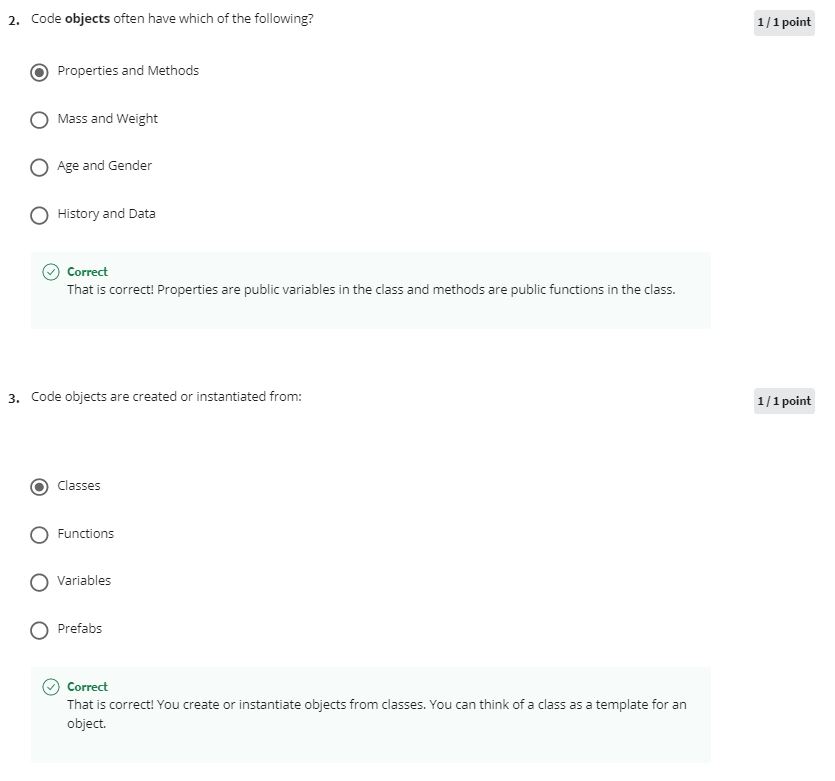 2. Code objects often have which of the following?
1 / 1 point
Properties and Methods
Mass and Weight
Age and Gender
History and Data
Correct
That is correct! Properties are public variables in the class and methods are public functions in the class.
3. Code objects are created or instantiated from:
1 / 1 point
Classes
Functions
Variables
Prefabs
Correct
That is correct! You create or instantiate objects from classes. You can think of a class as a template for an
object.